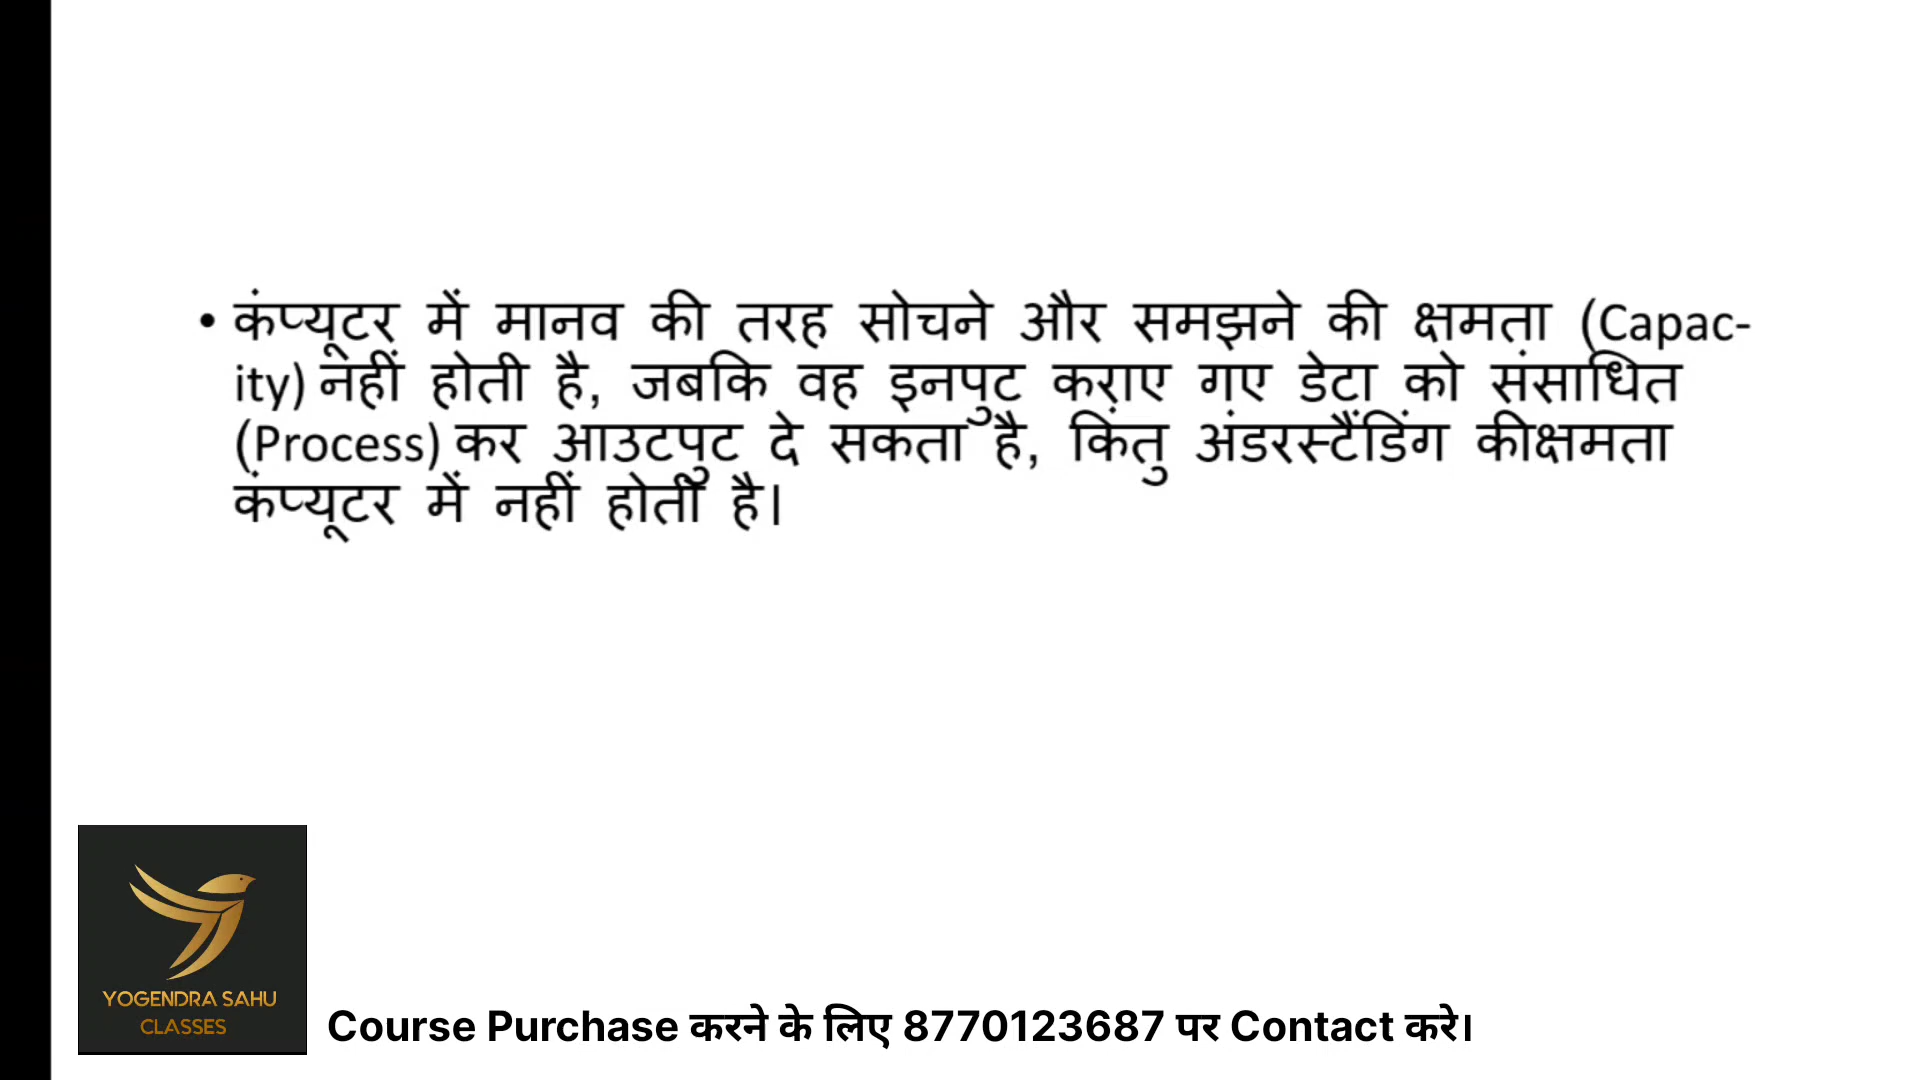 • कंप्यूटर में मानव की तरह सोचने और समझने की क्षमता (Capac-
ity) नहीं होती है, जबकि वह इनपुट कराए गए डेटा को संसाधित
(Process) कर आउटपुट दे सकता है, किंतु अंडरस्टैंडिंग कीक्षमता
कंप्यूटर में नहीं होती है।
YOGENDRA SAHU
CLASSES
Course Purchase करने के लिए 8770123687 पर Contact करे।